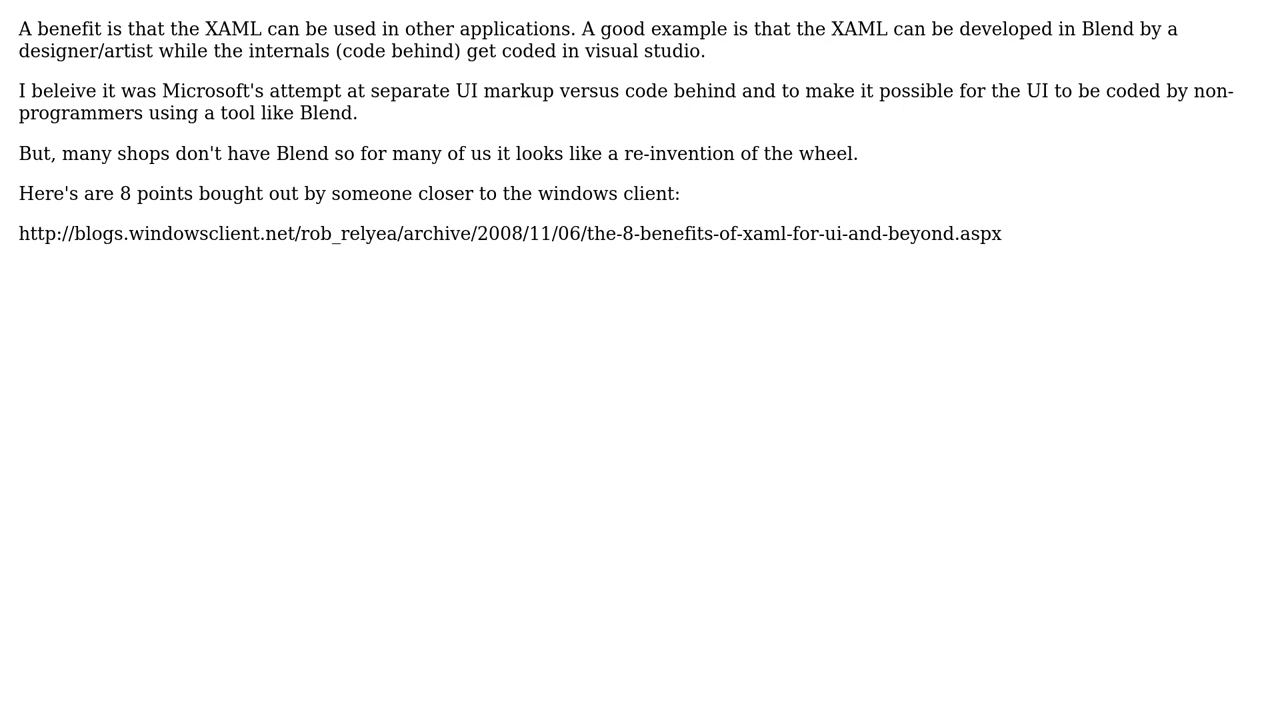 A benefit is that the XAML can be used in other applications. A good example is that the XAML can be developed in Blend by a
designer/artist while the internals (code behind) get coded in visual studio.
I beleive it was Microsoft's attempt at separate UI markup versus code behind and to make it possible for the UI to be coded by non-
programmers using a tool like Blend.
But, many shops don't have Blend so for many of us it looks like a re-invention of the wheel.
Here's are 8 points bought out by someone closer to the windows client:
http://blogs.windowsclient.net/rob_relyea/archive/2008/11/06/the-8-benefits-of-xaml-for-ui-and-beyond.aspx